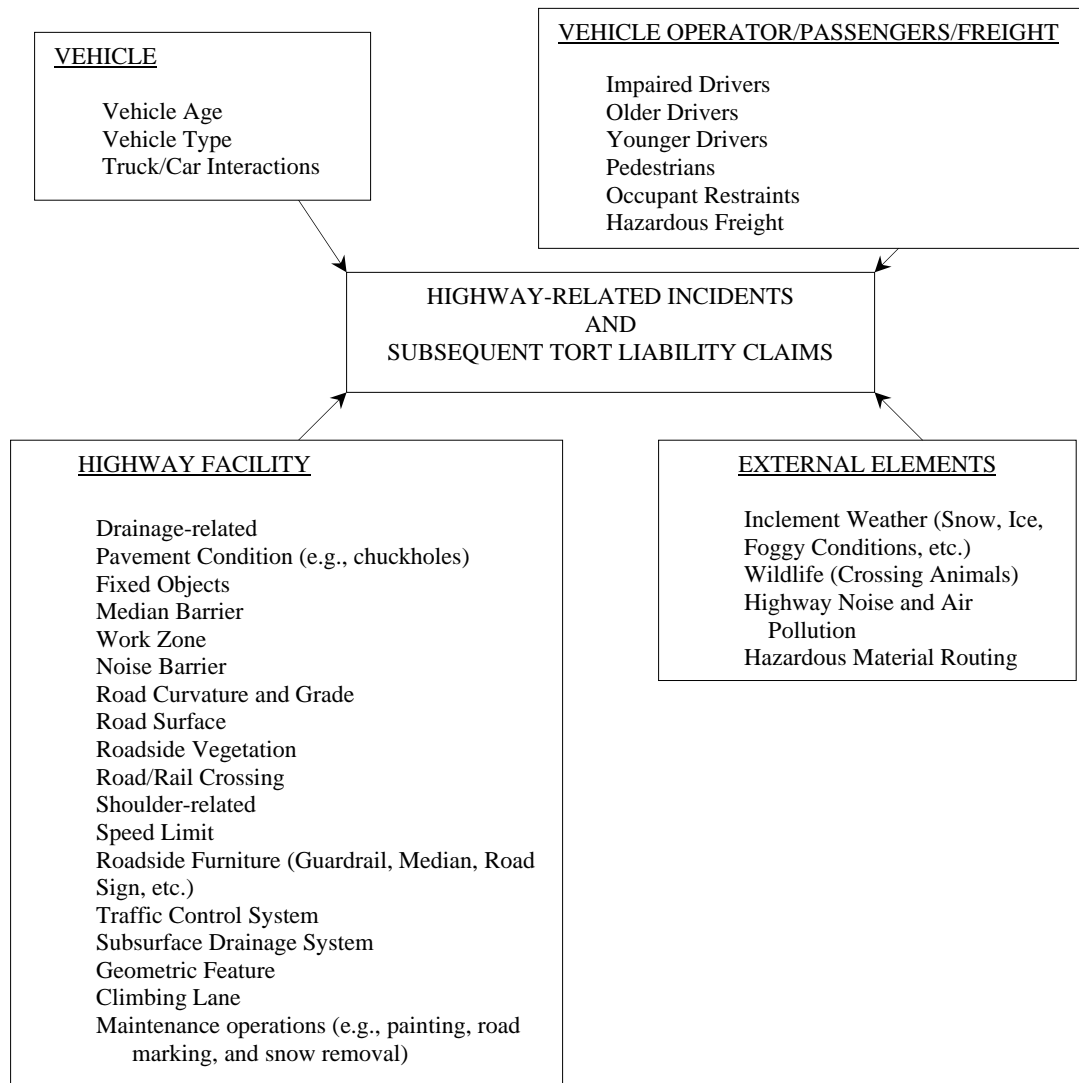 VEHICLE
Vehicle Age
Vehicle Type
Truck/Car Interactions
VEHICLE OPERATOR/PASSENGERS/FREIGHT
Impaired Drivers
Older Drivers
Younger Drivers
Pedestrians
Occupant Restraints
Hazardous Freight
HIGHWAY-RELATED INCIDENTS
AND
SUBSEQUENT TORT LIABILITY CLAIMS
HIGHWAY FACILITY
Drainage-related
Pavement Condition (e.g., chuckholes)
Fixed Objects
Median Barrier
Work Zone
Noise Barrier
Road Curvature and Grade
Road Surface
Roadside Vegetation
Road/Rail Crossing
Shoulder-related
Speed Limit
Roadside Furniture (Guardrail, Median, Road
Sign, etc.)
Traffic Control System
Subsurface Drainage System
Geometric Feature
Climbing Lane
Maintenance operations (e.g., painting, road
marking, and snow removal)
EXTERNAL ELEMENTS
Inclement Weather (Snow, Ice,
Foggy Conditions, etc.)
Wildlife (Crossing Animals)
Highway Noise and Air
Pollution
Hazardous Material Routing